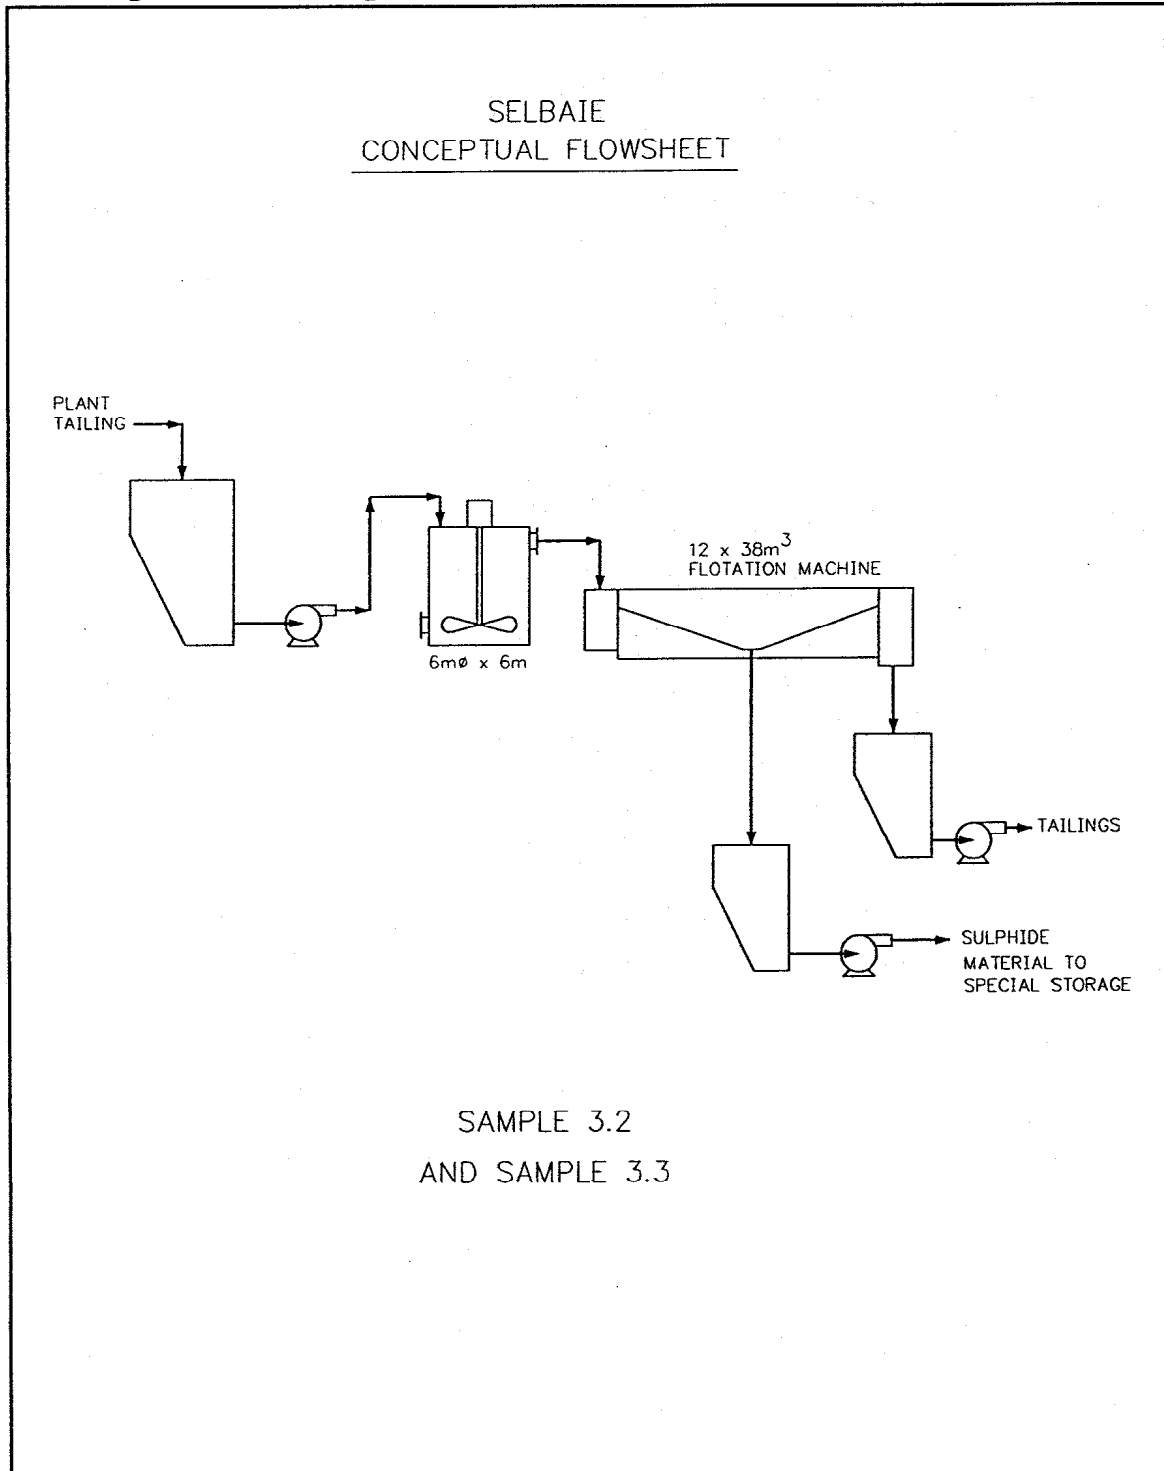 SELBAIE
CONCEPTUAL FLOWSHEET
PLANT
TAILING
12 x 38m³
FLOTATION MACHINE
6mø x 6m
TAILINGS
SULPHIDE
MATERIAL TO
SPECIAL STORAGE
SAMPLE 3.2
AND SAMPLE 3.3